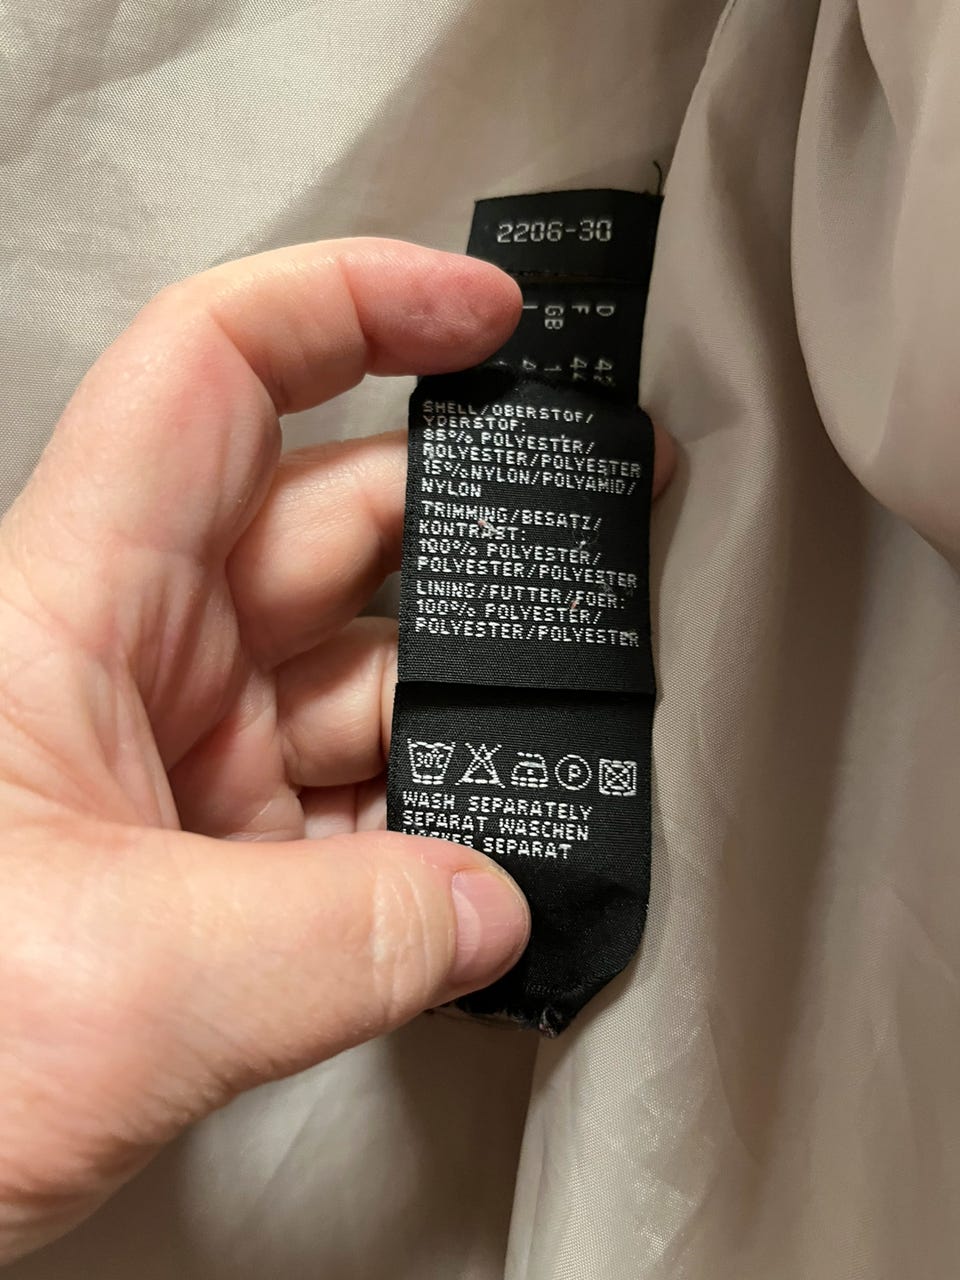 2206-30
D
F
GB
SHELL/OBERSTOF/
YDERSTOF:
85% POLYESTER/
POLYESTER/POLYESTER
15%NYLON/POLYAMID/
NYLON
TRIMMING/BESATZ/
KONTRAST:
100% POLYESTER/
POLYESTER/POLYESTER
LINING/FUTTER/FOER:
100% POLYESTER/
POLYESTER/POLYESTER
30°C
P
WASH SEPARATELY
SEPARAT WASCHEN
SEPARAT